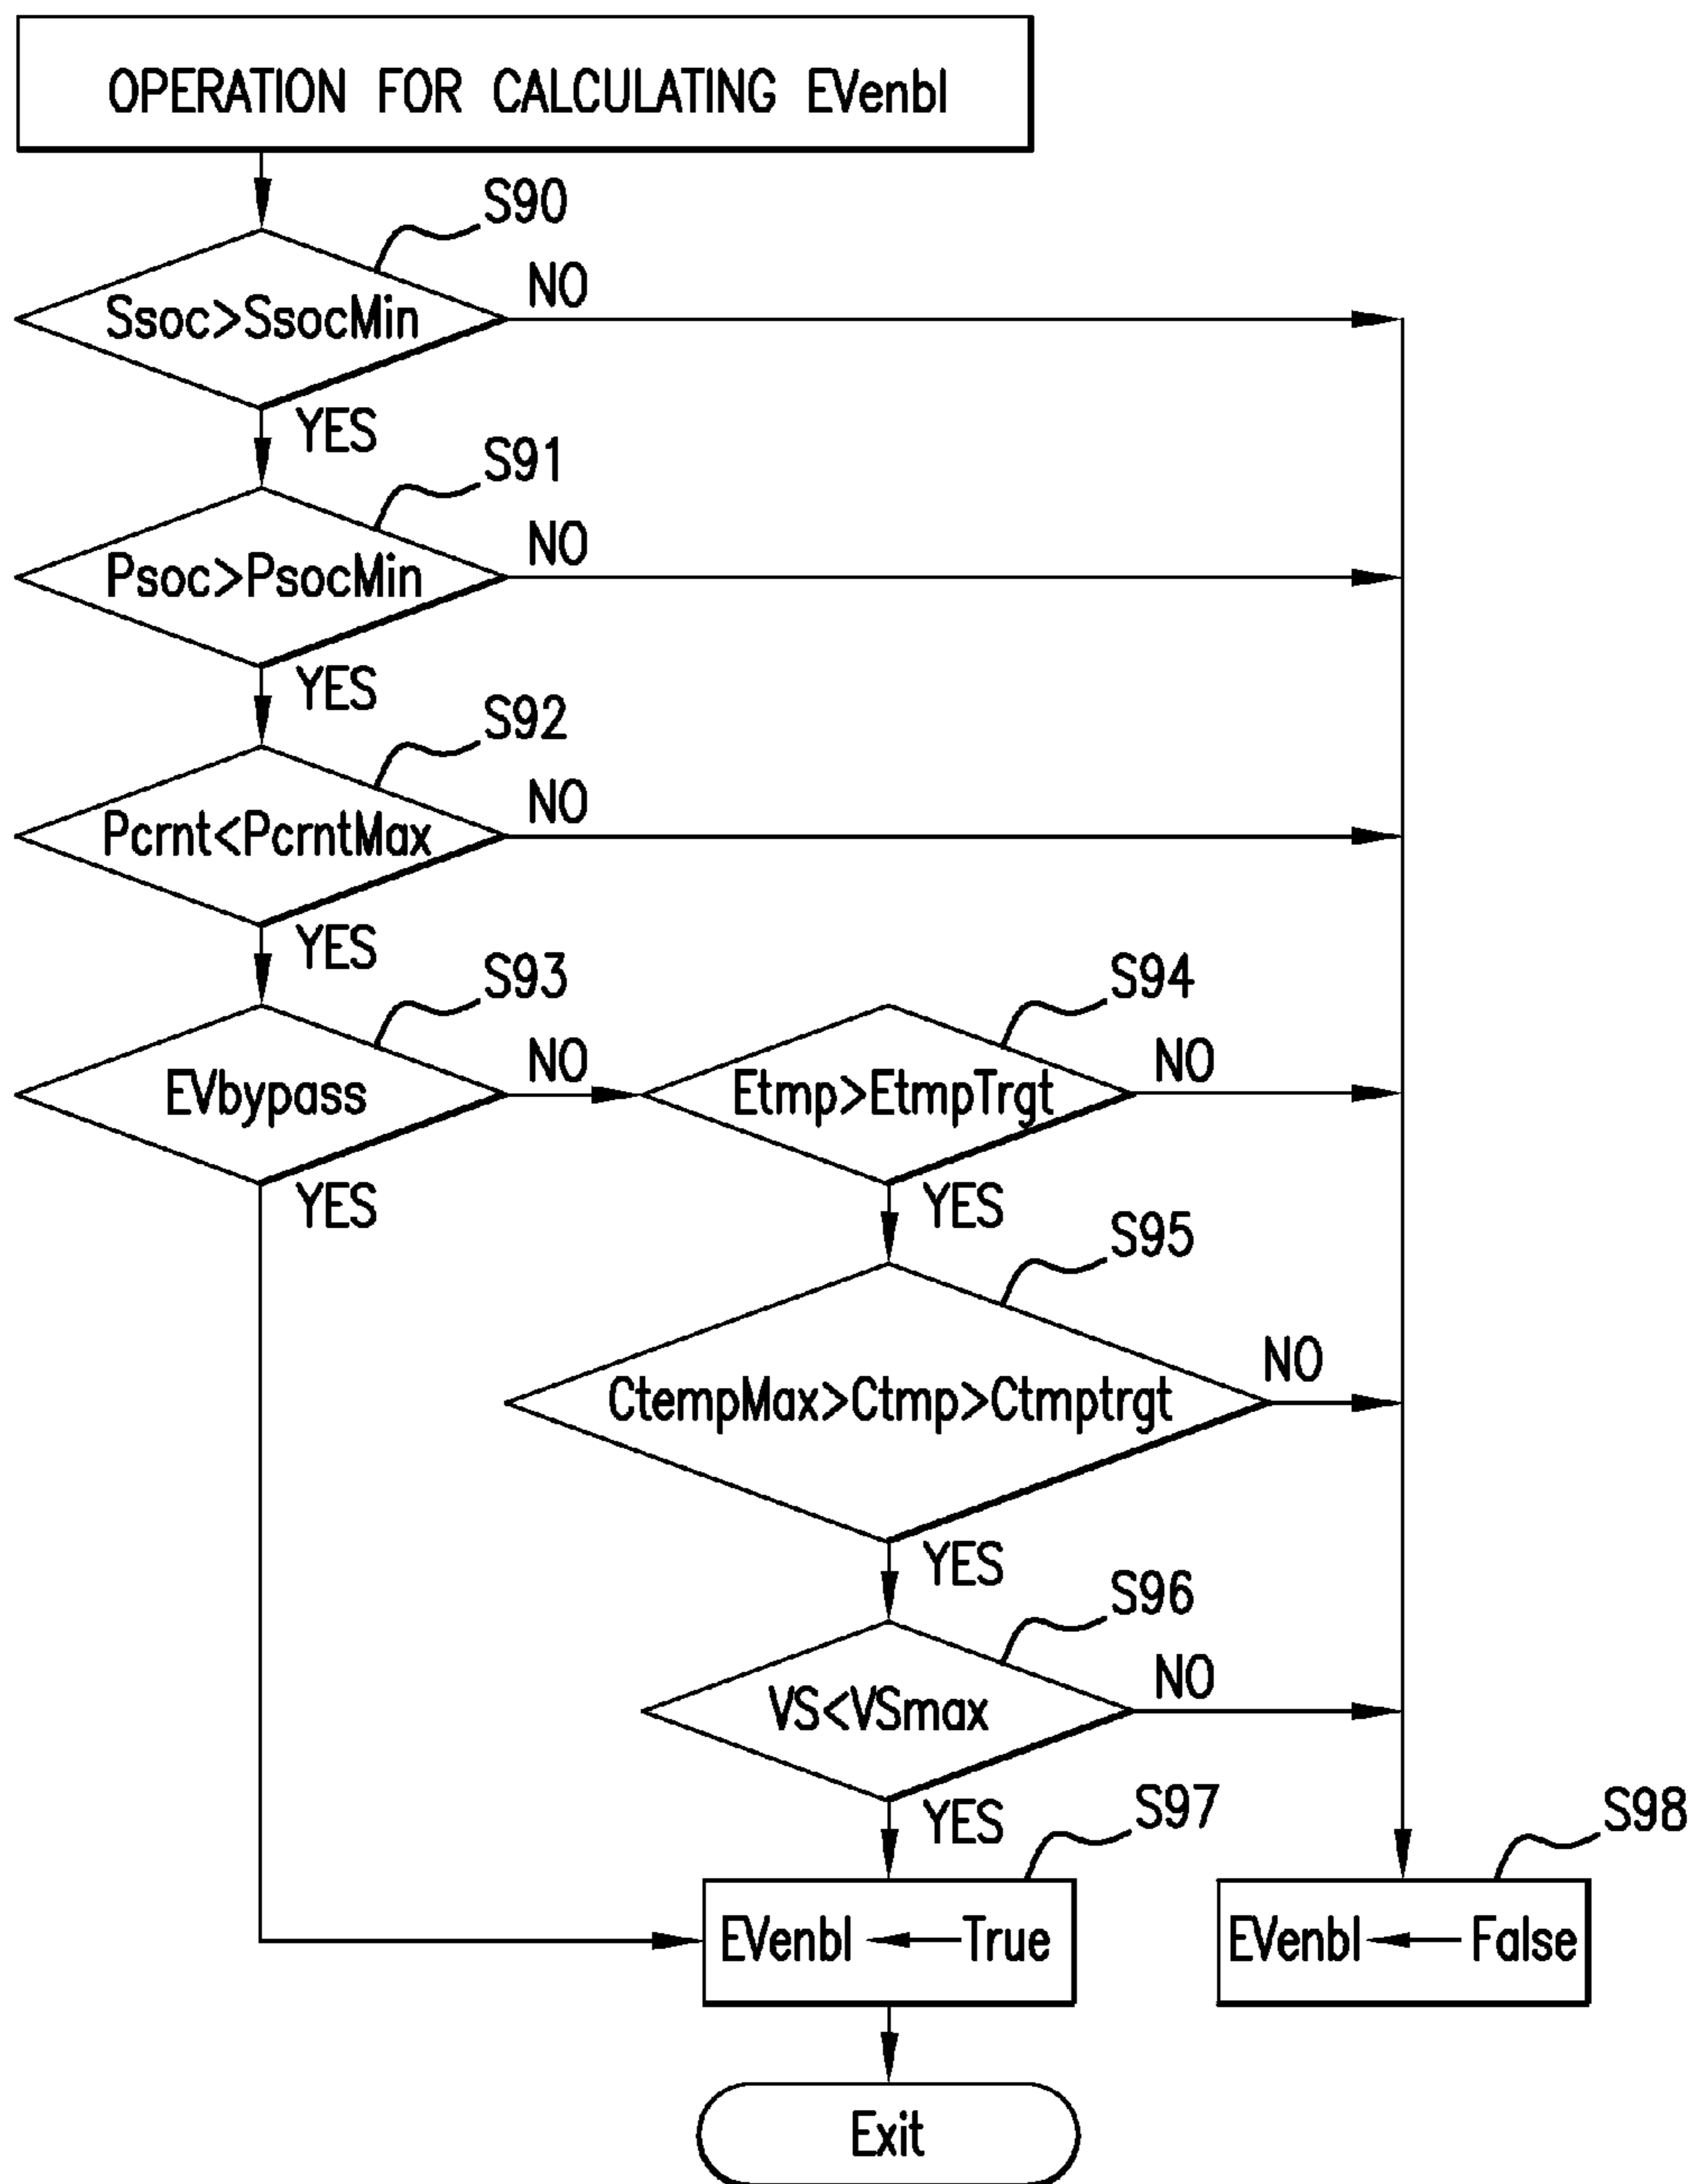 OPERATION FOR CALCULATING EVenbl
S90
Ssoc>SsocMin
NO
YES
S91
Psoc>PsocMin
NO
YES
S92
Pcrnt<PcrntMax
NO
YES
S93
EVbypass
NO
YES
S94
Etmp>EtmpTrgt
NO
YES
S95
CtempMax>Ctmp>Ctmptrgt
NO
YES
S96
VS<VSmax
NO
YES
S97
EVenbl ← True
S98
EVenbl ← False
Exit